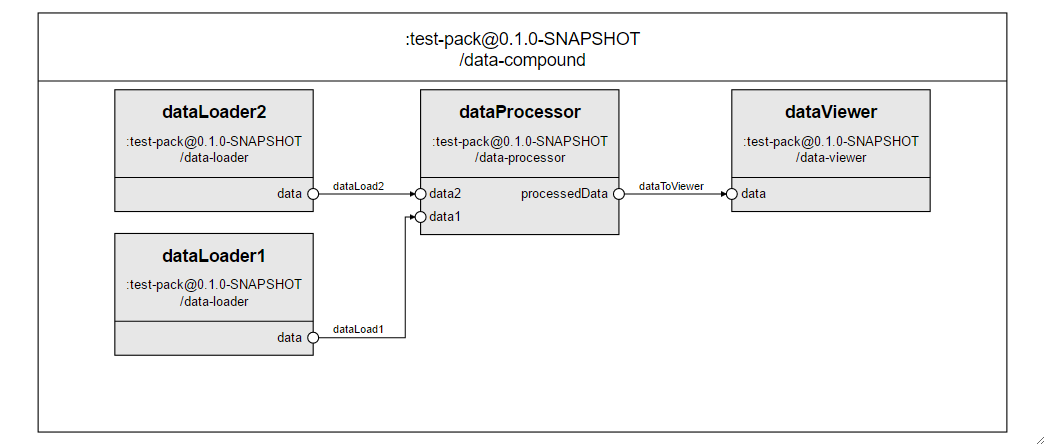 :test-pack@0.1.0-SNAPSHOT
/data-compound
dataLoader2
:test-pack@0.1.0-SNAPSHOT
/data-loader
data
dataLoad2
dataProcessor
:test-pack@0.1.0-SNAPSHOT
/data-processor
data2
processedData
data1
dataToViewer
dataViewer
:test-pack@0.1.0-SNAPSHOT
/data-viewer
data
dataLoader1
:test-pack@0.1.0-SNAPSHOT
/data-loader
data
dataLoad1